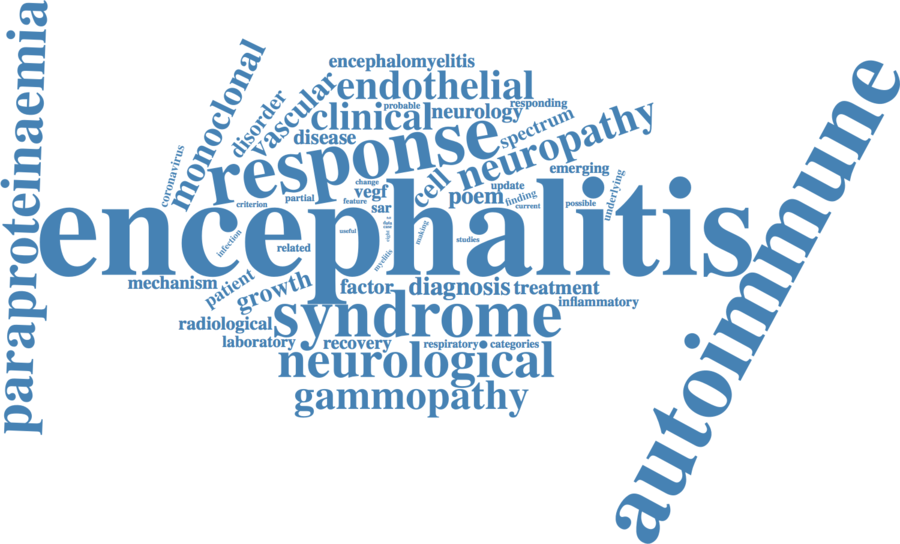 paraproteinaemia
encephalomyelitis
endothelial
monoclonal
disorder
vascular
probable
responding
clinical
neurology
disease
spectrum
response
neuropathy
coronavirus
cell
emerging
change
vegf
update
underlying
criterion
partial
feature
poem
finding
sar
current
possible
encephalitis
autoimmune
infection
useful
making
related
studies
myelitis
mechanism
patient
growth
factor
diagnosis
treatment
inflammatory
radiological
syndrome
laboratory
recovery
respiratory
categories
neurological
gammopathy